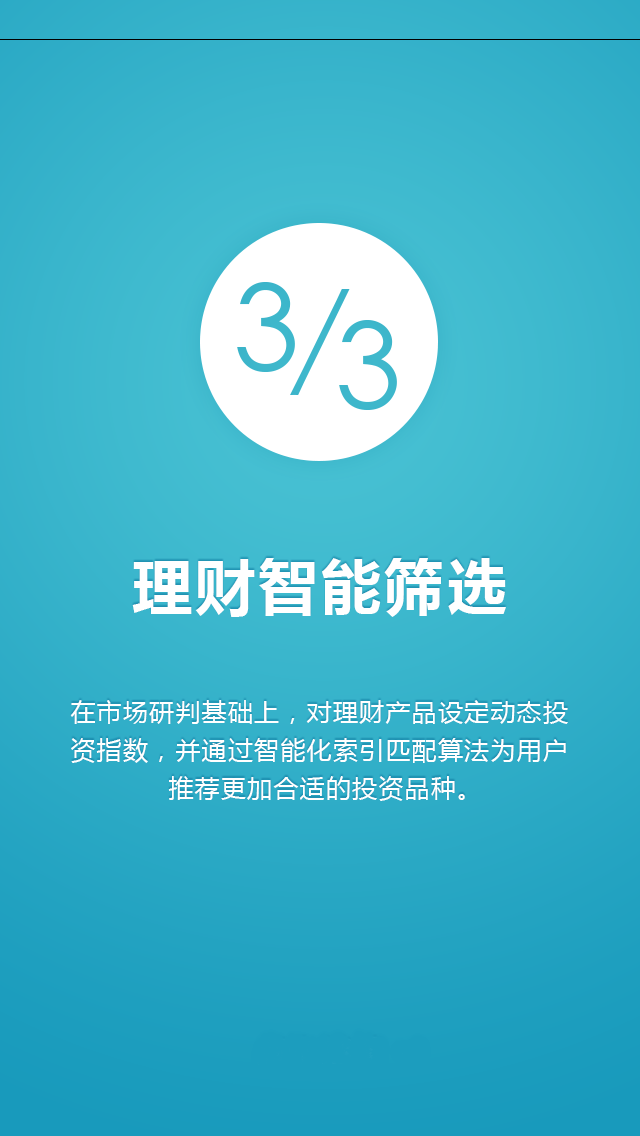 3/3
理财智能筛选
在市场研判基础上，对理财产品设定动态投
资指数，并通过智能化索引匹配算法为用户
推荐更加合适的投资品种。